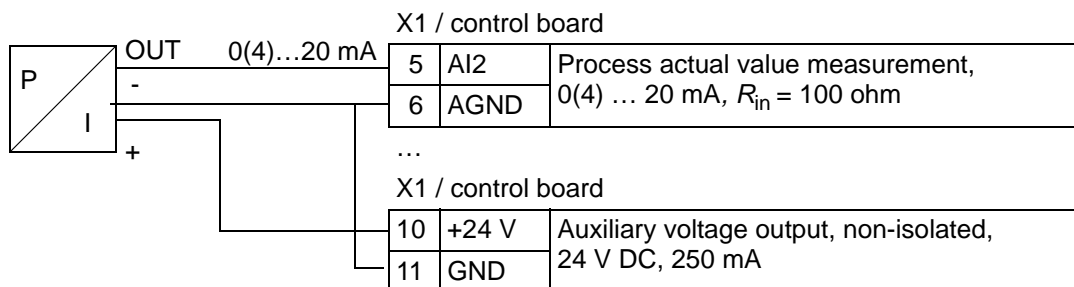 X1 / control board
OUT 0(4)…20 mA
P
-
I
+
5 AI2 Process actual value measurement,
6 AGND 0(4) … 20 mA, Rin = 100 ohm
…
X1 / control board
10 +24 V Auxiliary voltage output, non-isolated,
11 GND 24 V DC, 250 mA